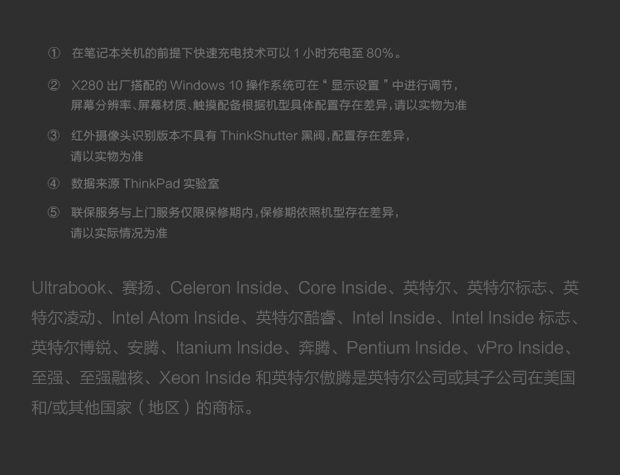 ① 在笔记本关机的前提下快速充电技术可以1小时充电至80%。
② X280 出厂搭配的 Windows 10 操作系统可在“显示设置”中进行调节，
屏幕分辨率、屏幕材质、触摸配备根据机型具体配置存在差异，请以实物为准
③ 红外摄像头识别版本不具有 ThinkShutter 黑阀，配置存在差异，
请以实物为准
④ 数据来源 ThinkPad 实验室
⑤ 联保服务与上门服务仅限保修期内，保修期依照机型存在差异，
请以实际情况为准
Ultrabook、赛扬、Celeron Inside、Core Inside、英特尔、英特尔标志、英
特尔凌动、Intel Atom Inside、英特尔酷睿、Intel Inside、Intel Inside 标志、
英特尔博锐、安腾、Itanium Inside、奔腾、Pentium Inside、vPro Inside、
至强、至强融核、Xeon Inside 和英特尔傲腾是英特尔公司或其子公司在美国
和/或其他国家（地区）的商标。